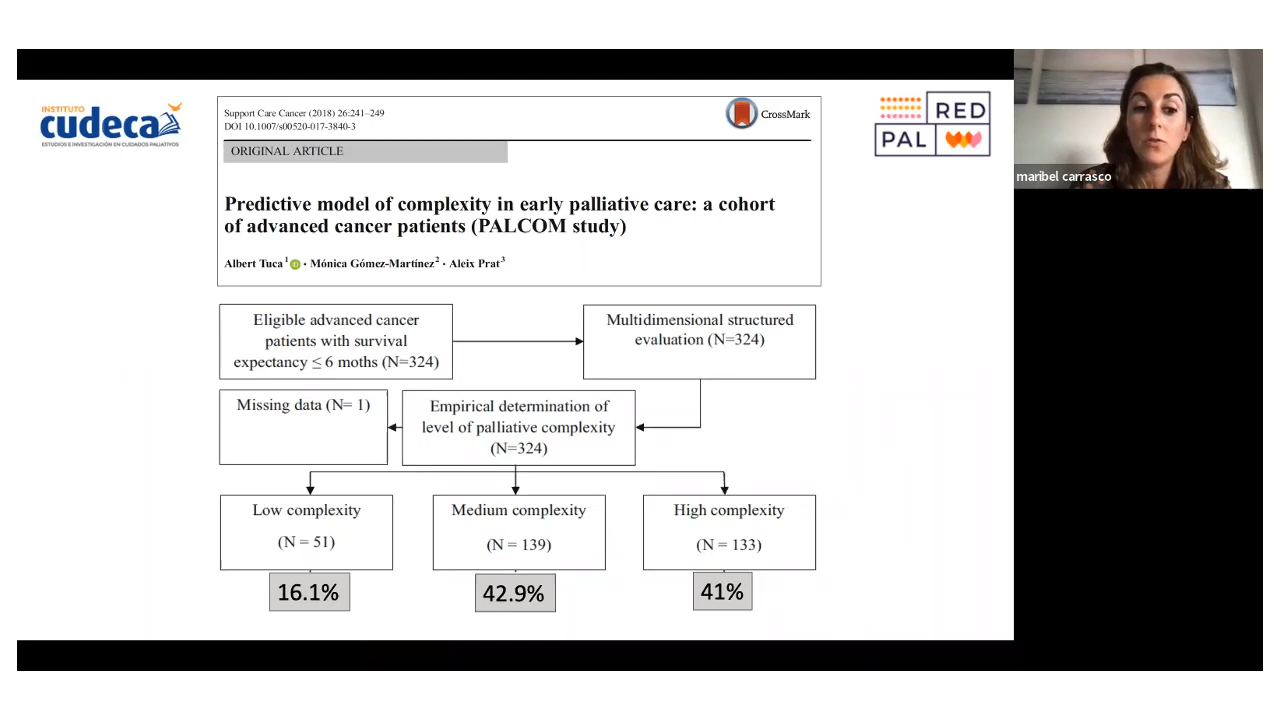 INSTITUTO
cudeca
ESTUDIOS E INVESTIGACIÓN EN CUIDADOS PALIATIVOS
Support Care Cancer (2018) 26:241–249
DOI 10.1007/s00520-017-3840-3
CrossMark
ORIGINAL ARTICLE
Predictive model of complexity in early palliative care: a cohort
of advanced cancer patients (PALCOM study)
Albert Tuca 1 iD · Mónica Gómez-Martínez 2 · Aleix Prat 3
RED
PAL
maribel carrasco
Eligible advanced cancer
patients with survival
expectancy ≤ 6 moths (N=324)
Multidimensional structured
evaluation (N=324)
Missing data (N= 1)
Empirical determination of
level of palliative complexity
(N=324)
Low complexity
(N = 51)
Medium complexity
(N = 139)
High complexity
(N = 133)
16.1%
42.9%
41%